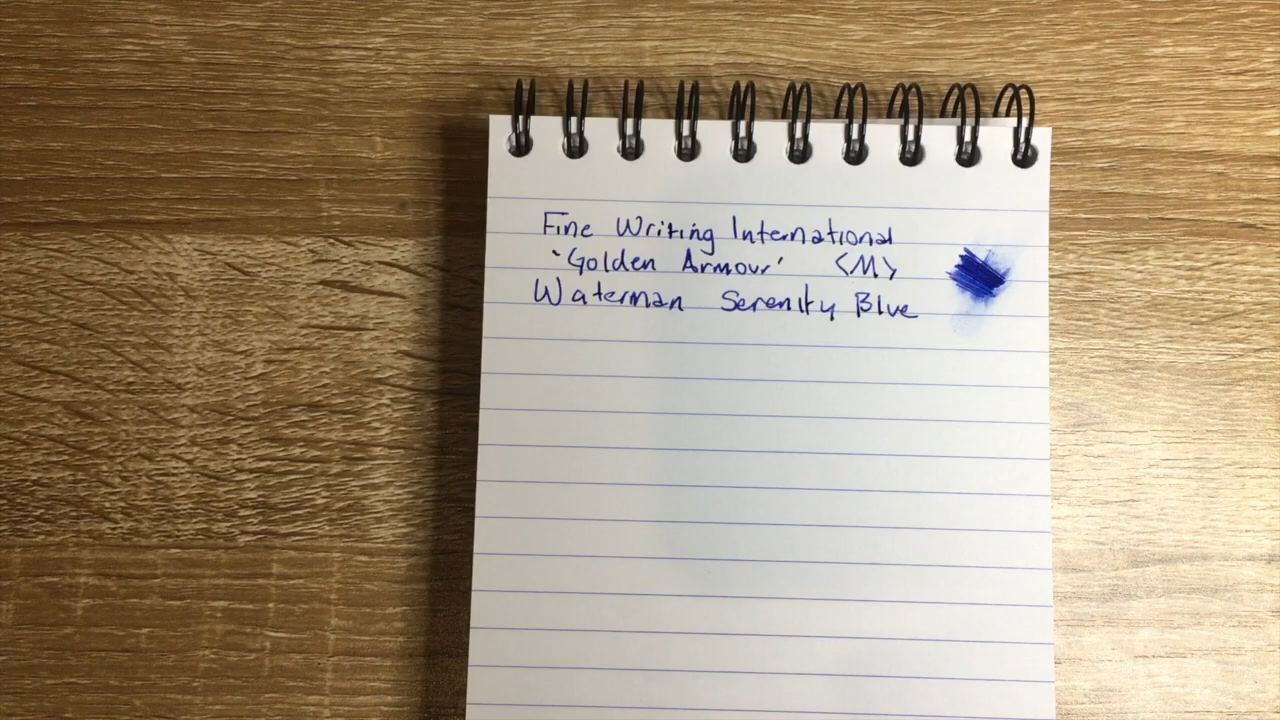 Fine Writing International
'Golden Armour' <M>
Waterman Serenity Blue